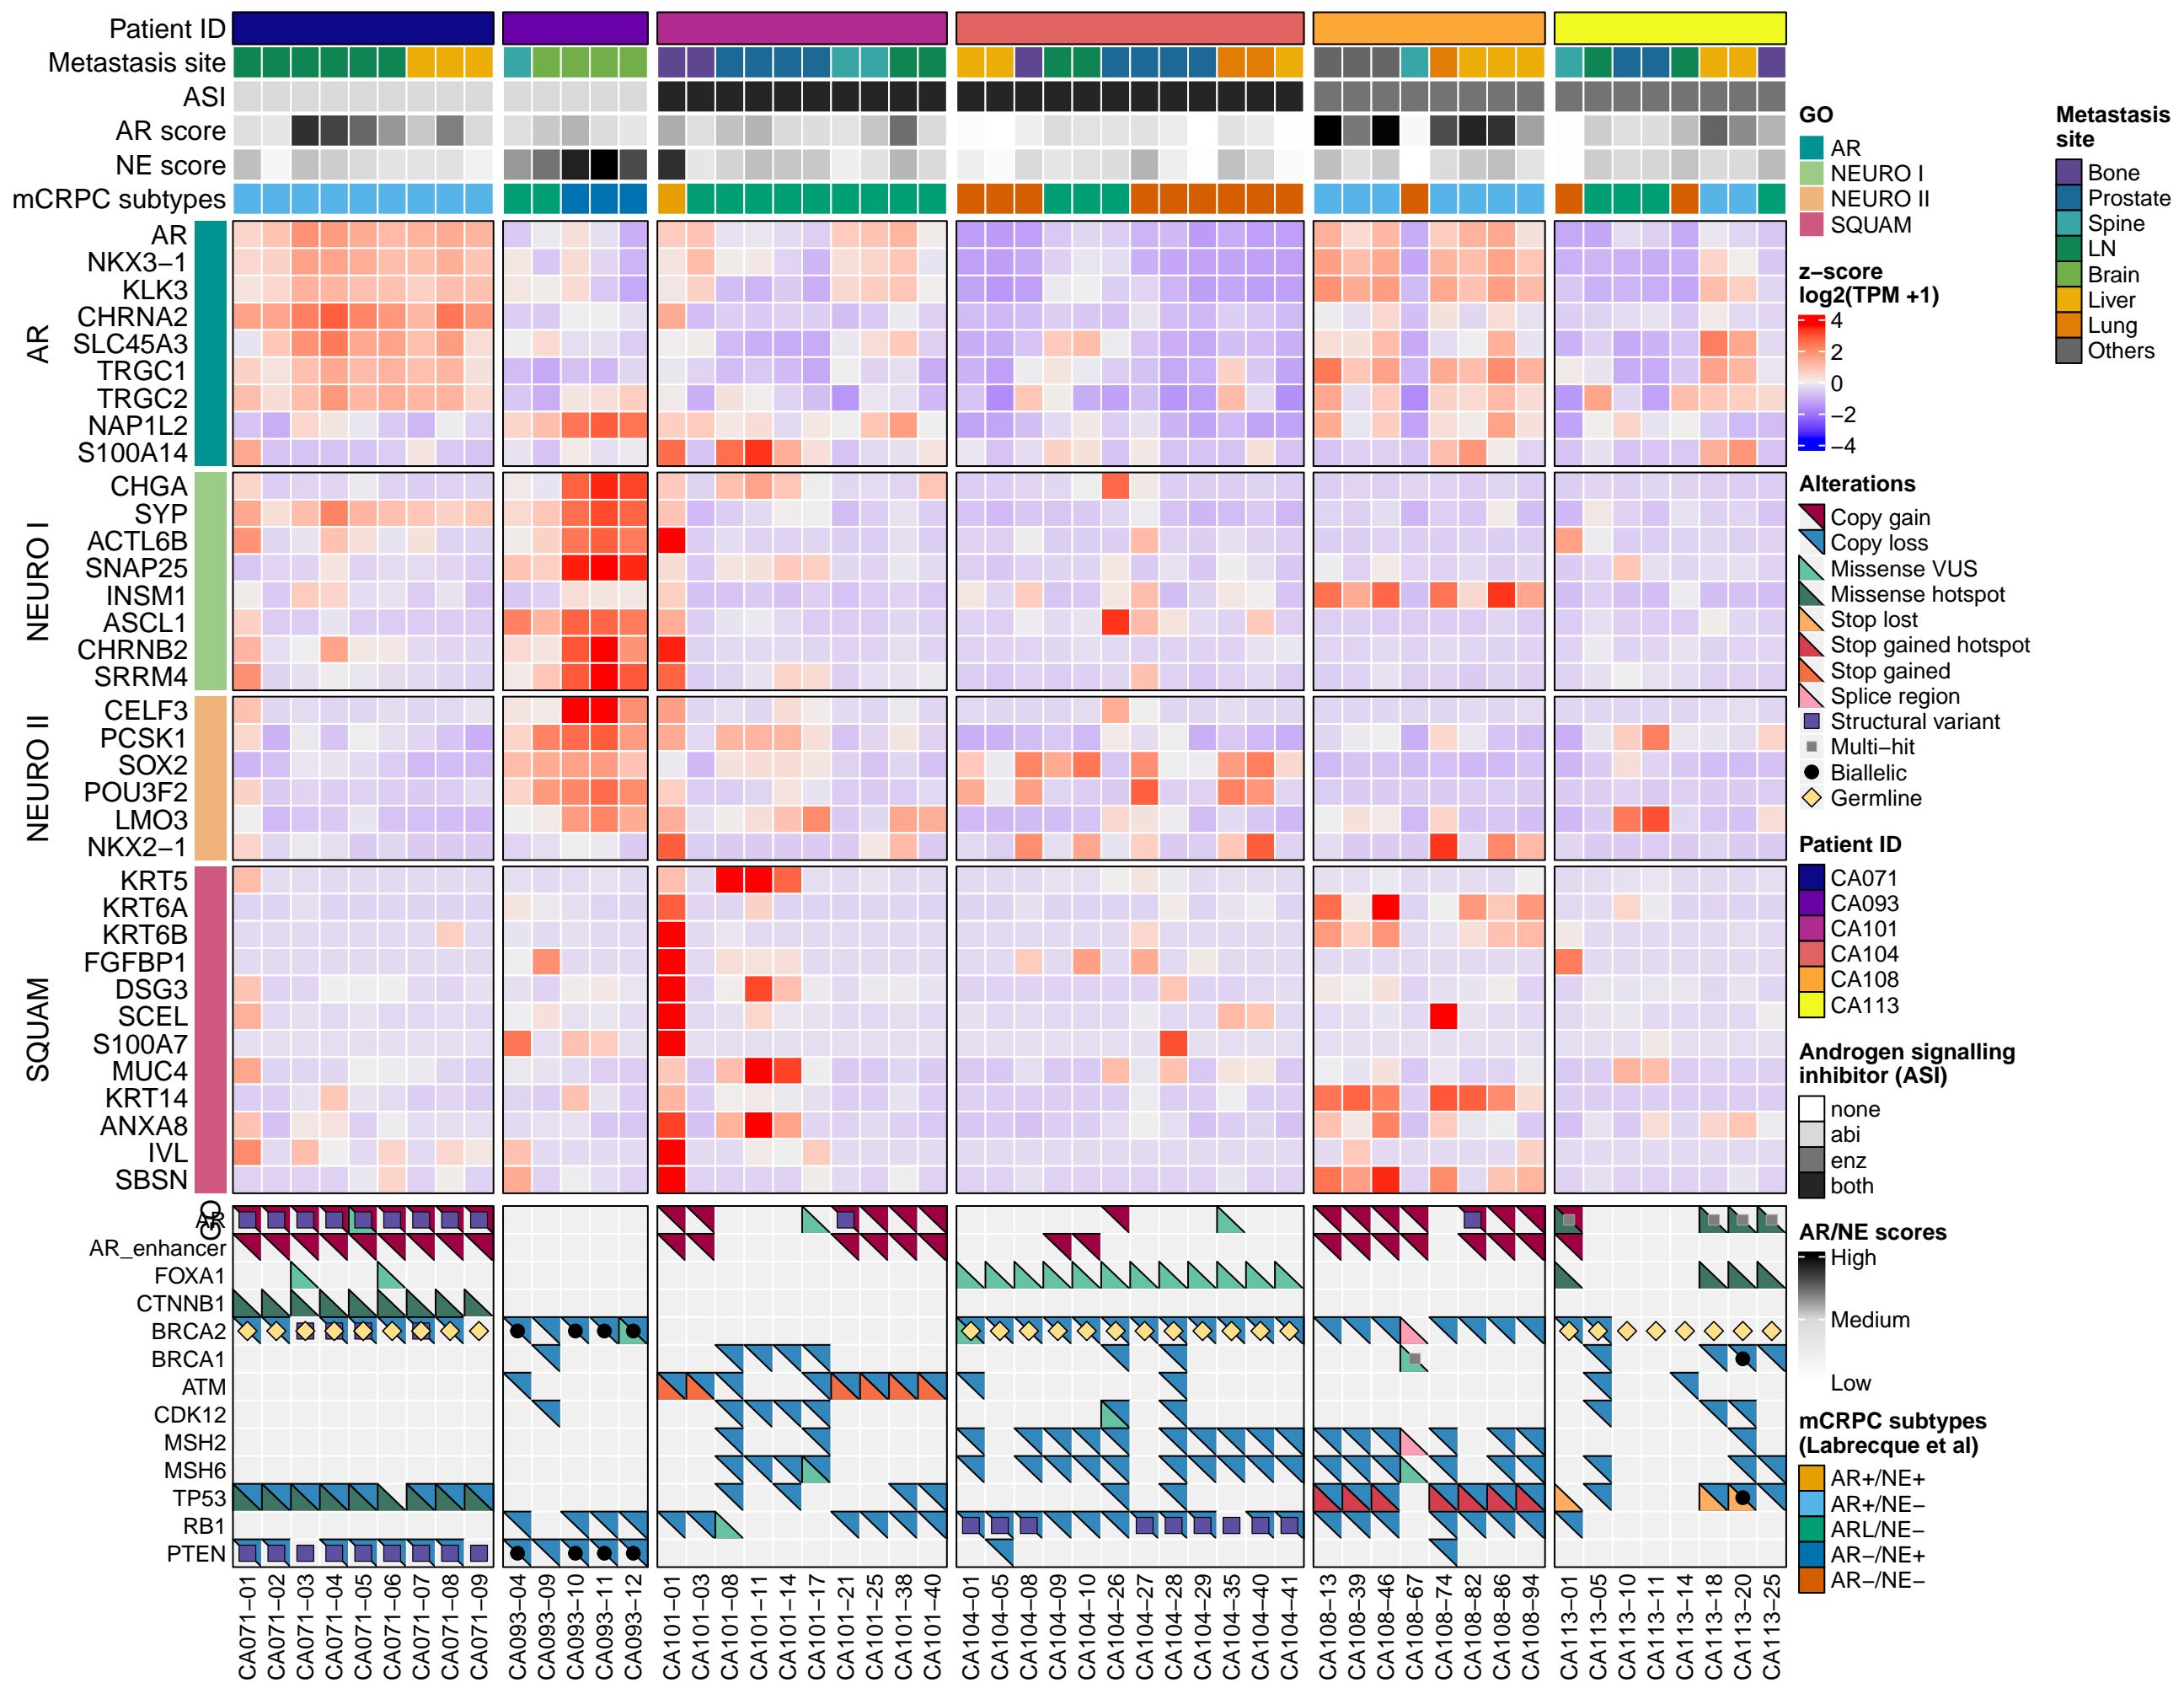 Patient ID
Metastasis site
ASI
AR score
NE score
mCRPC subtypes
AR
AR
NKX3−1
KLK3
CHRNA2
SLC45A3
TRGC1
TRGC2
NAP1L2
S100A14
NEURO I
CHGA
SYP
ACTL6B
SNAP25
INSM1
ASCL1
CHRNB2
SRRM4
NEURO II
CELF3
PCSK1
SOX2
POU3F2
LMO3
NKX2−1
SQUAM
KRT5
KRT6A
KRT6B
FGFBP1
DSG3
SCEL
S100A7
MUC4
KRT14
ANXA8
IVL
SBSN
GO
AR
AR_enhancer
FOXA1
CTNNB1
BRCA2
BRCA1
ATM
CDK12
MSH2
MSH6
TP53
RB1
PTEN
CA071−01
CA071−02
CA071−03
CA071−04
CA071−05
CA071−06
CA071−07
CA071−08
CA071−09
CA093−04
CA093−09
CA093−10
CA093−11
CA093−12
CA101−01
CA101−03
CA101−08
CA101−11
CA101−14
CA101−17
CA101−21
CA101−25
CA101−38
CA101−40
CA104−01
CA104−05
CA104−08
CA104−09
CA104−10
CA104−26
CA104−27
CA104−28
CA104−29
CA104−35
CA104−40
CA104−41
CA108−13
CA108−39
CA108−46
CA108−67
CA108−74
CA108−82
CA108−86
CA108−94
CA113−01
CA113−05
CA113−10
CA113−11
CA113−14
CA113−18
CA113−20
CA113−25
GO
AR
NEURO I
NEURO II
SQUAM
z−score
log2(TPM +1)
4
2
0
−2
−4
Alterations
Copy gain
Copy loss
Missense VUS
Missense hotspot
Stop lost
Stop gained hotspot
Stop gained
Splice region
Structural variant
Multi−hit
Biallelic
Germline
Patient ID
CA071
CA093
CA101
CA104
CA108
CA113
Androgen signalling
inhibitor (ASI)
none
abi
enz
both
AR/NE scores
High
Medium
Low
mCRPC subtypes
(Labrecque et al)
AR+/NE+
AR+/NE−
ARL/NE−
AR−/NE+
AR−/NE−
Metastasis
site
Bone
Prostate
Spine
LN
Brain
Liver
Lung
Others